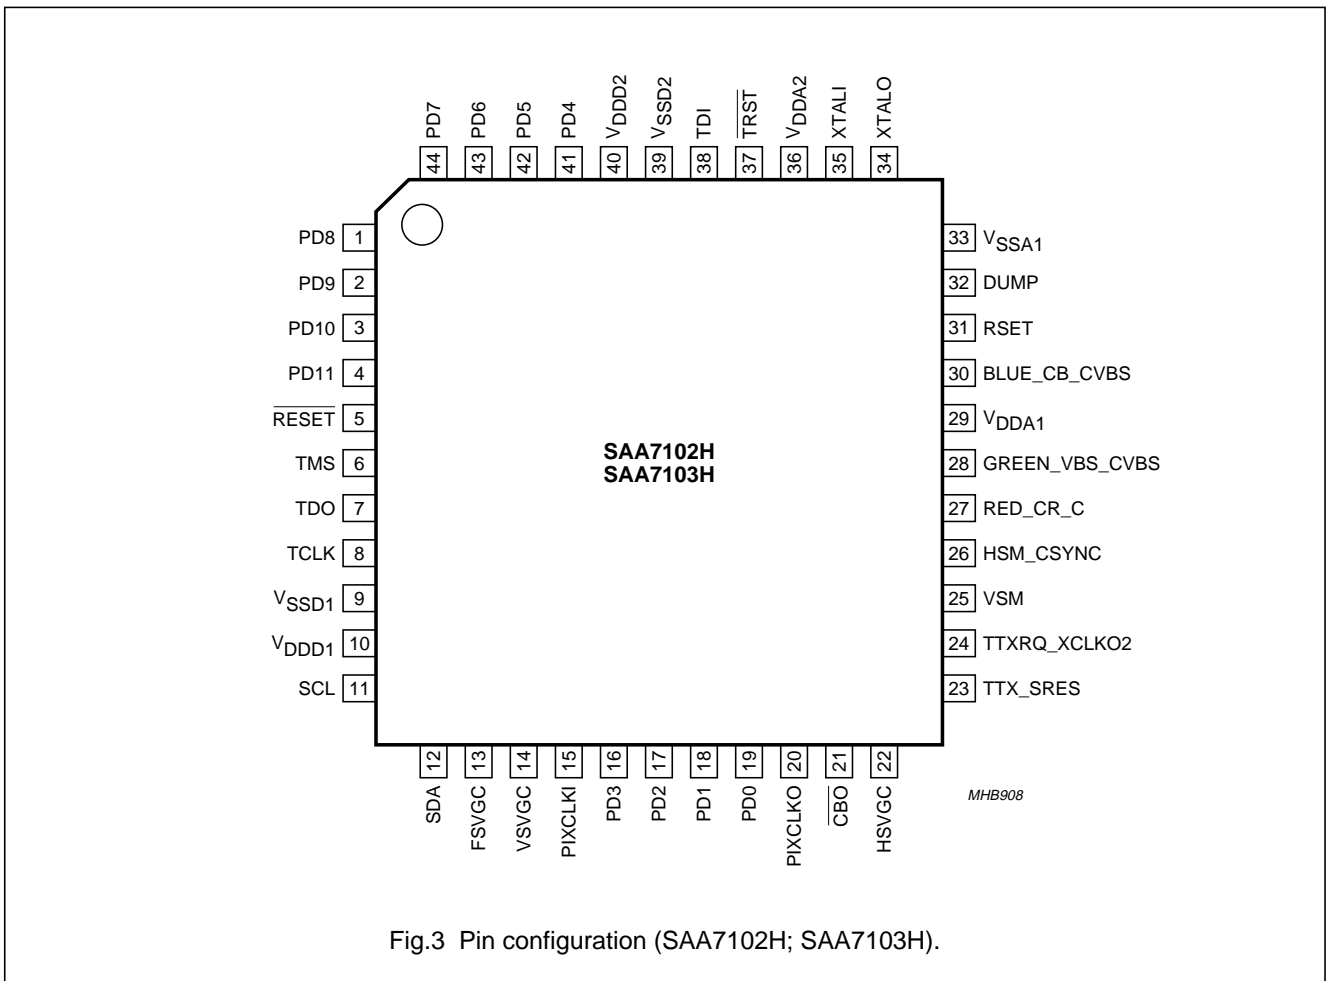 PD7 PD6 PD5 PD4 VDDD2 VSSD2 TDI TRST VDDA2 XTALI XTALO
44 43 42 41 40 39 38 37 36 35 34
PD8 1
PD9 2
PD10 3
PD11 4
RESET 5
TMS 6
TDO 7
TCLK 8
VSSD1 9
VDDD1 10
SCL 11
SAA7102H
SAA7103H
33 VSSA1
32 DUMP
31 RSET
30 BLUE_CB_CVBS
29 VDDA1
28 GREEN_VBS_CVBS
27 RED_CR_C
26 HSM_CSYNC
25 VSM
24 TTXRQ_XCLKO2
23 TTX_SRES
12 13 14 15 16 17 18 19 20 21 22
SDA FSVGC VSVGC PIXCLKI PD3 PD2 PD1 PD0 PIXCLKO CBO HSVGC
MHB908
Fig.3 Pin configuration (SAA7102H; SAA7103H).